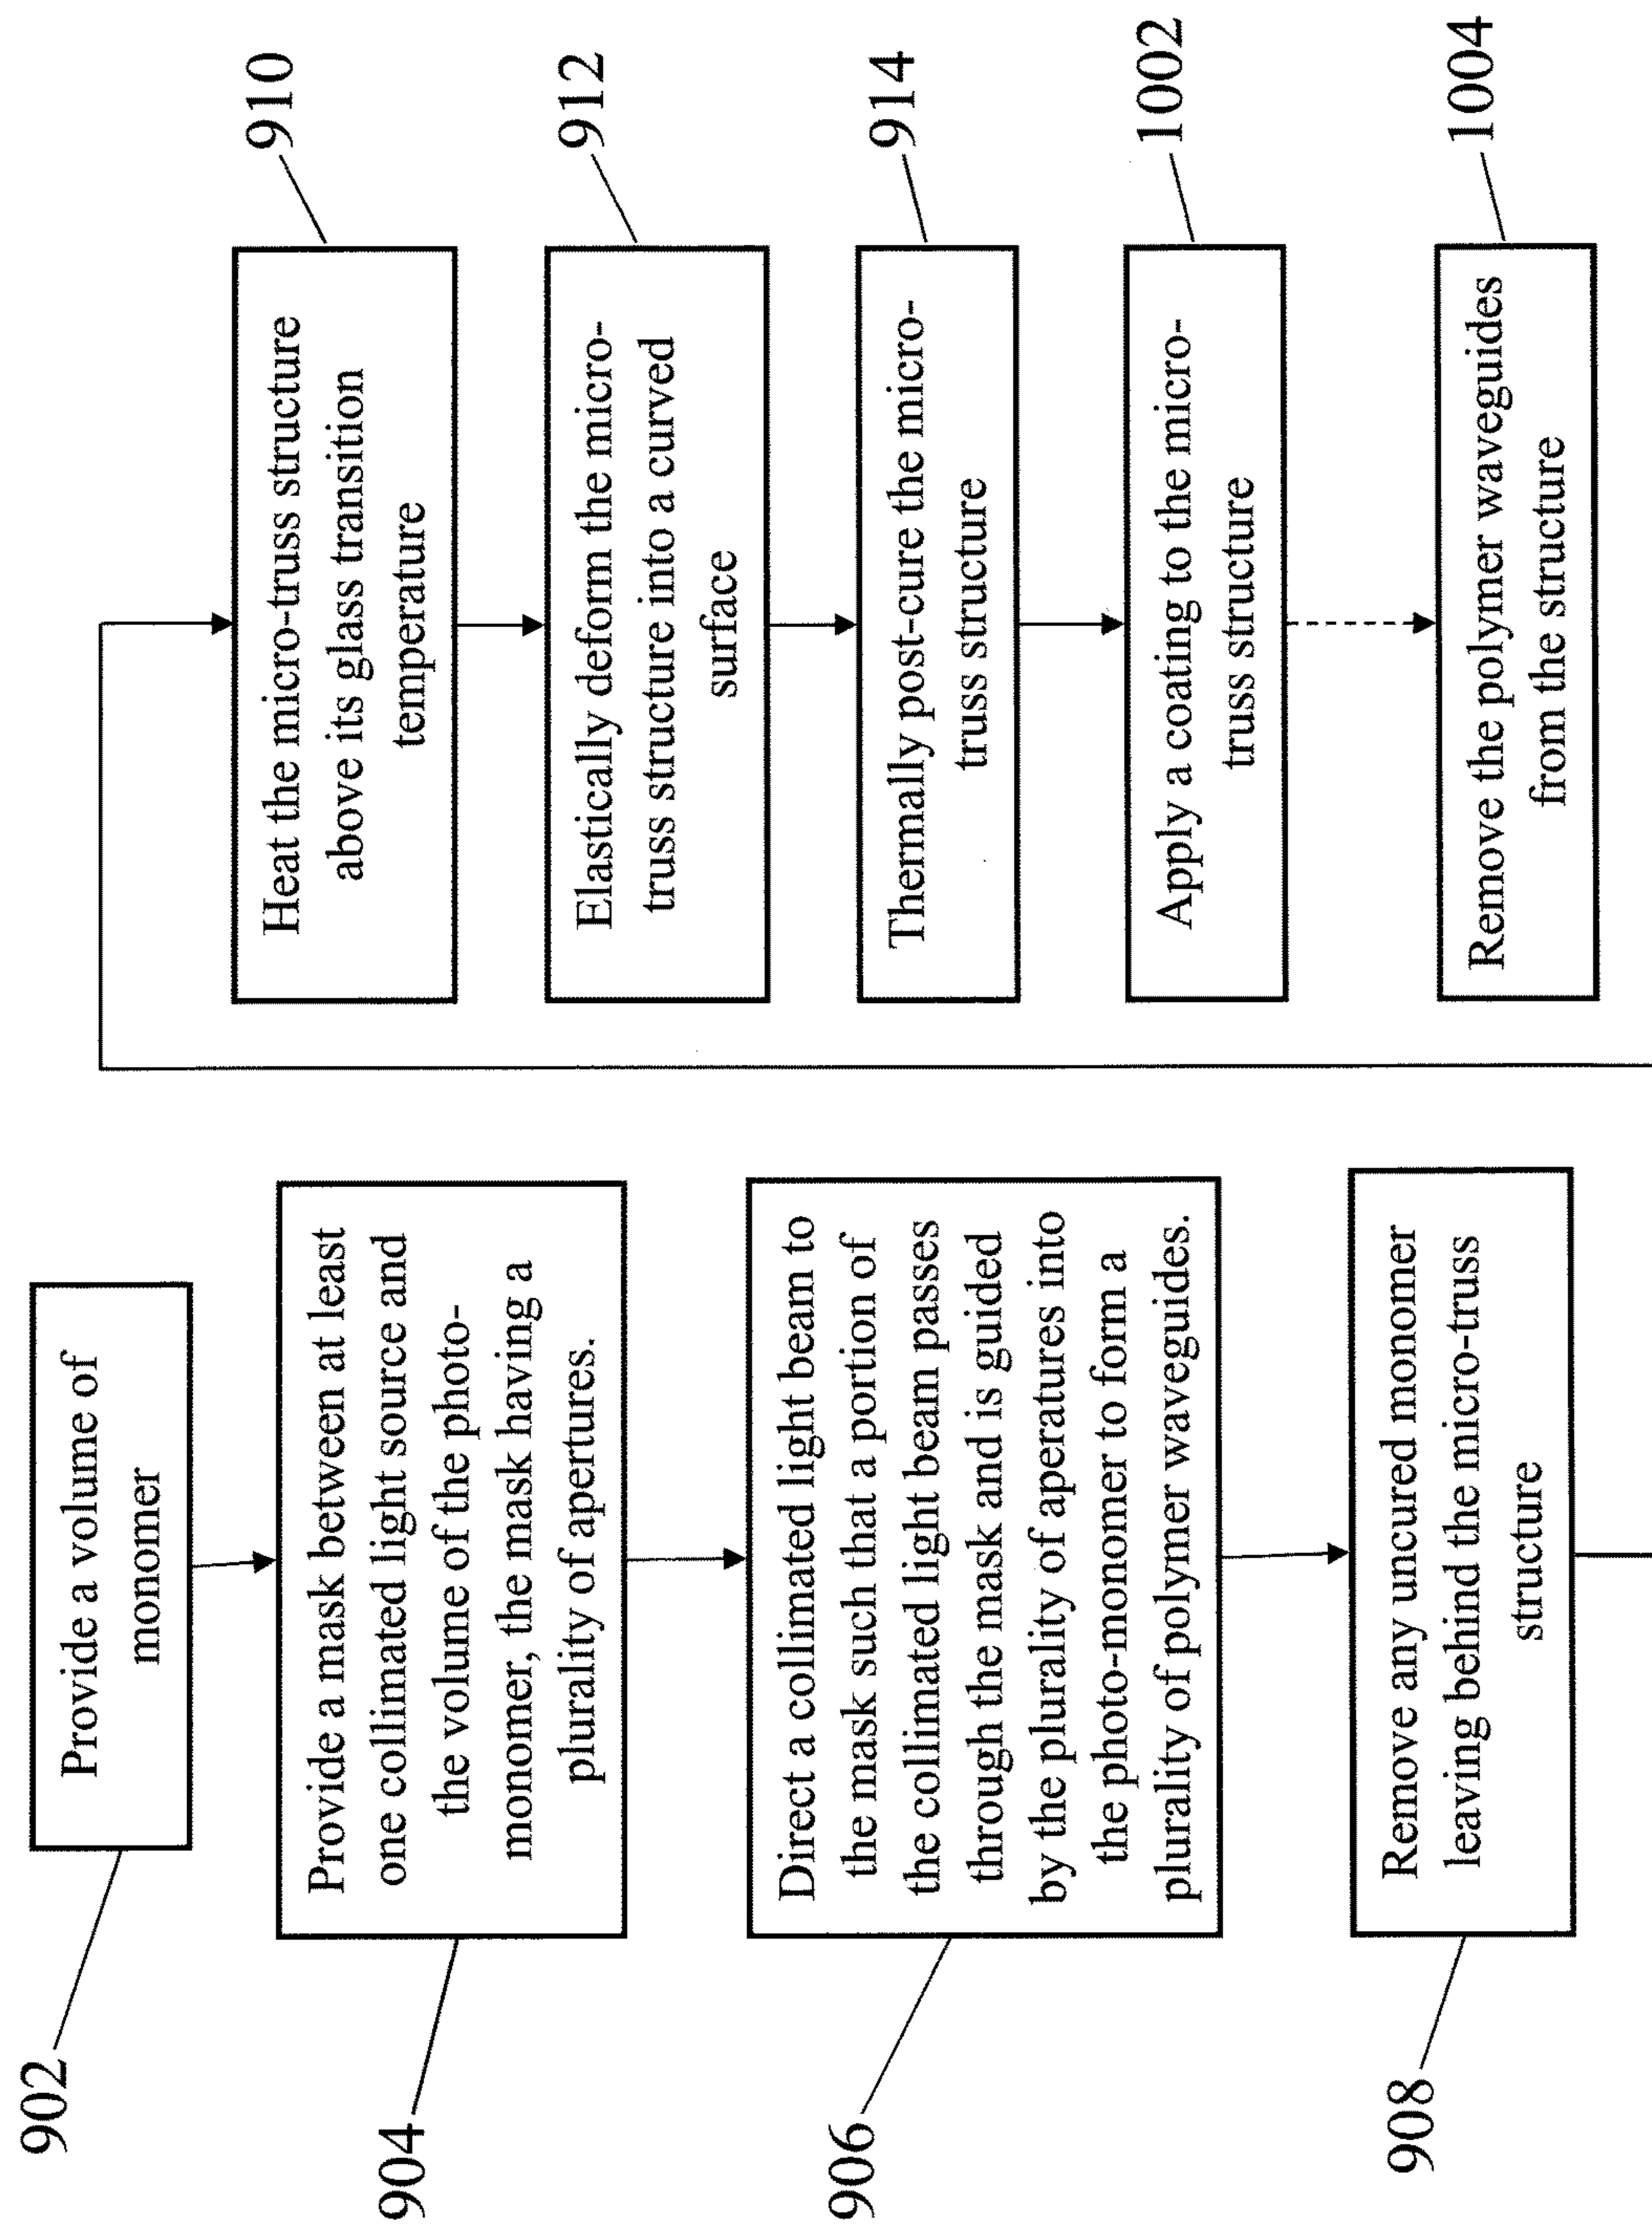 902
Provide a volume of
monomer
904
Provide a mask between at least
one collimated light source and
the volume of the photo-
monomer, the mask having a
plurality of apertures.
906
Direct a collimated light beam to
the mask such that a portion of
the collimated light beam passes
through the mask and is guided
by the plurality of aperatures into
the photo-monomer to form a
plurality of polymer waveguides.
908
Remove any uncured monomer
leaving behind the micro-truss
structure
Heat the micro-truss structure
above its glass transition
temperature
910
Elastically deform the micro-
truss structure into a curved
surface
912
Thermally post-cure the micro-
truss structure
914
Apply a coating to the micro-
truss structure
1002
Remove the polymer waveguides
from the structure
1004